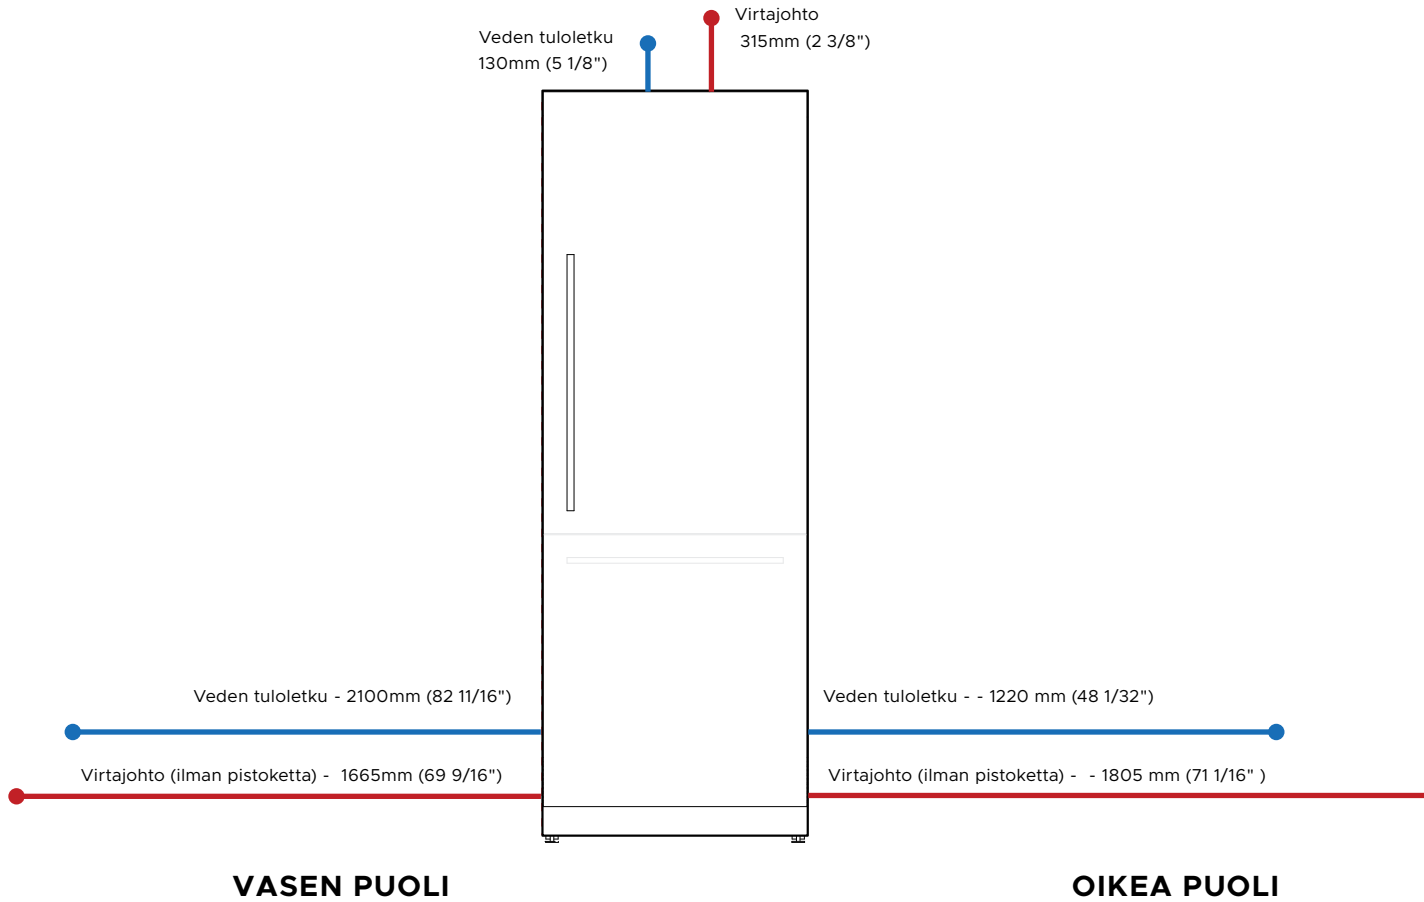 Virtajohto
315mm (2 3/8")
Veden tuloletku
130mm (5 1/8")
Veden tuloletku - 2100mm (82 11/16")
Veden tuloletku - - 1220 mm (48 1/32")
Virtajohto (ilman pistoketta) - 1665mm (69 9/16")
Virtajohto (ilman pistoketta) - - 1805 mm (71 1/16" )
VASEN PUOLI
OIKEA PUOLI